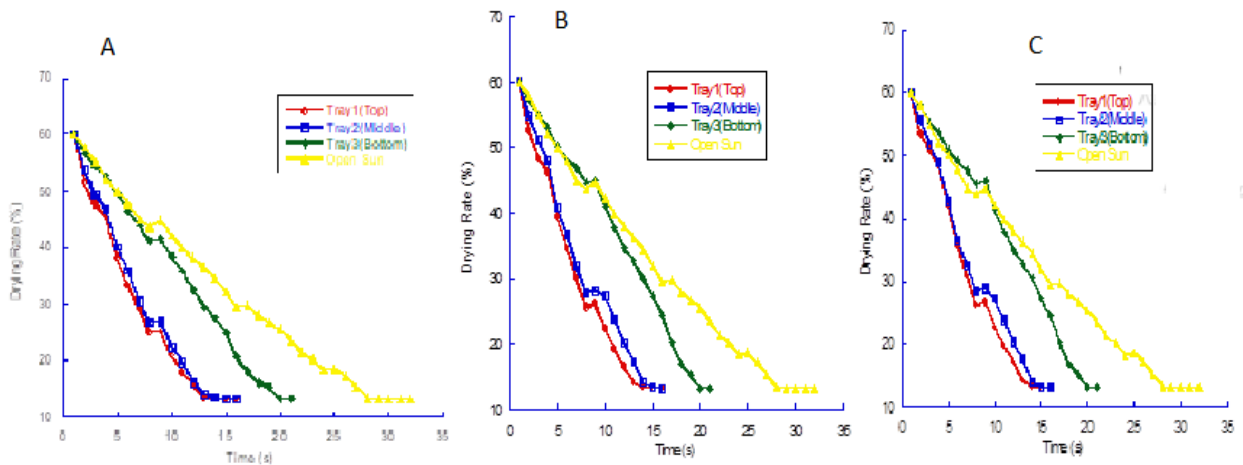 A
70
60
50
40
30
20
10
0
5
10
15
20
25
30
35
Drying Rate (%)
Time (s)
Tray1(Top)
Tray2(Middle)
Tray3(Bottom)
Open Sun
B
70
60
50
40
30
20
10
0
5
10
15
20
25
30
35
Drying Rate (%)
Time(s)
Tray1(Top)
Tray2(Middle)
Tray3(Bottom)
Open Sun
C
70
60
50
40
30
20
10
0
5
10
15
20
25
30
35
Drying Rate (%)
Time(s)
Tray1(Top)
Tray2(Middle)
Tray3(Bottom)
Open Sun